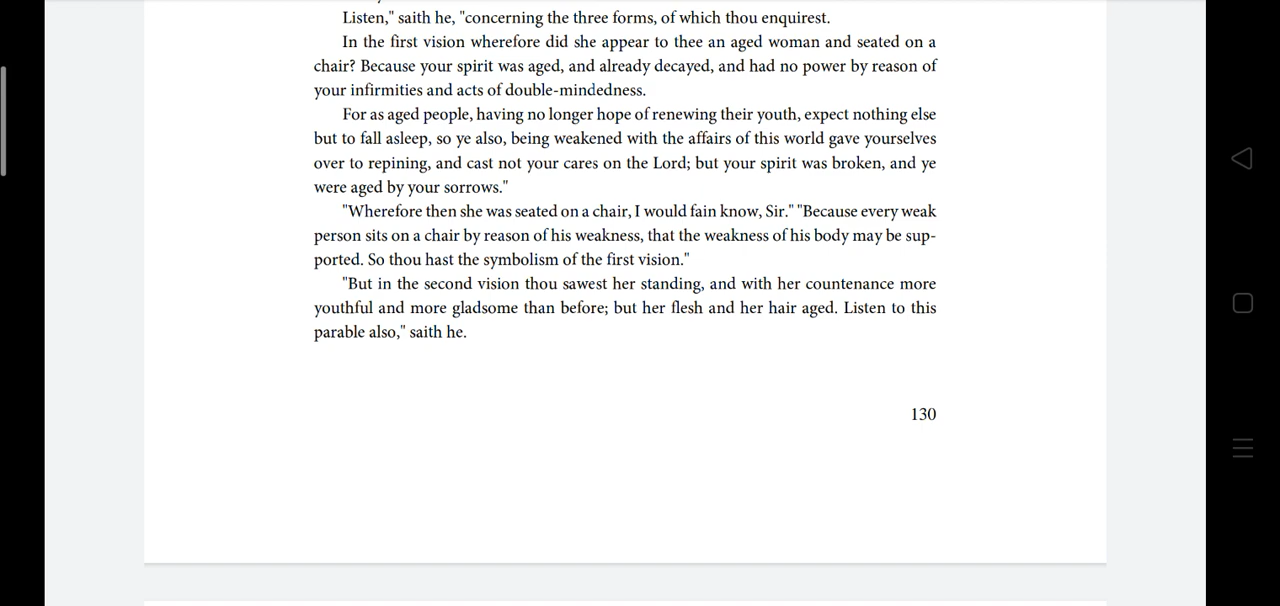 Listen," saith he, "concerning the three forms, of which thou enquirest.
In the first vision wherefore did she appear to thee an aged woman and seated on a
chair? Because your spirit was aged, and already decayed, and had no power by reason of
your infirmities and acts of double-mindedness.
For as aged people, having no longer hope of renewing their youth, expect nothing else
but to fall asleep, so ye also, being weakened with the affairs of this world gave yourselves
over to repining, and cast not your cares on the Lord; but your spirit was broken, and ye
were aged by your sorrows."
"Wherefore then she was seated on a chair, I would fain know, Sir." "Because every weak
person sits on a chair by reason of his weakness, that the weakness of his body may be sup-
ported. So thou hast the symbolism of the first vision."
"But in the second vision thou sawest her standing, and with her countenance more
youthful and more gladsome than before; but her flesh and her hair aged. Listen to this
parable also," saith he.
130